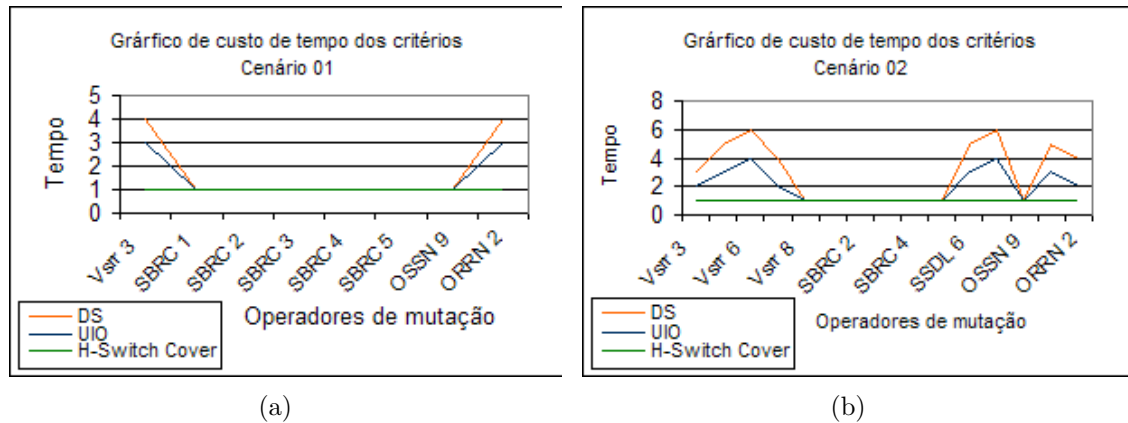 Grárfico de custo de tempo dos critérios
Cenário 01
Tempo
5
4
3
2
1
0
Vsrr 3
SBRC 1
SBRC 2
SBRC 3
SBRC 4
SBRC 5
OSSN 9
ORRN 2
Operadores de mutação
DS
UIO
H-Switch Cover
(a)
Grárfico de custo de tempo dos critérios
Cenário 02
Tempo
8
6
4
2
0
Vsrr 3
Vsrr 6
Vsrr 8
SBRC 2
SBRC 4
SSDL 6
OSSN 9
ORRN 2
Operadores de mutação
DS
UIO
H-Switch Cover
(b)